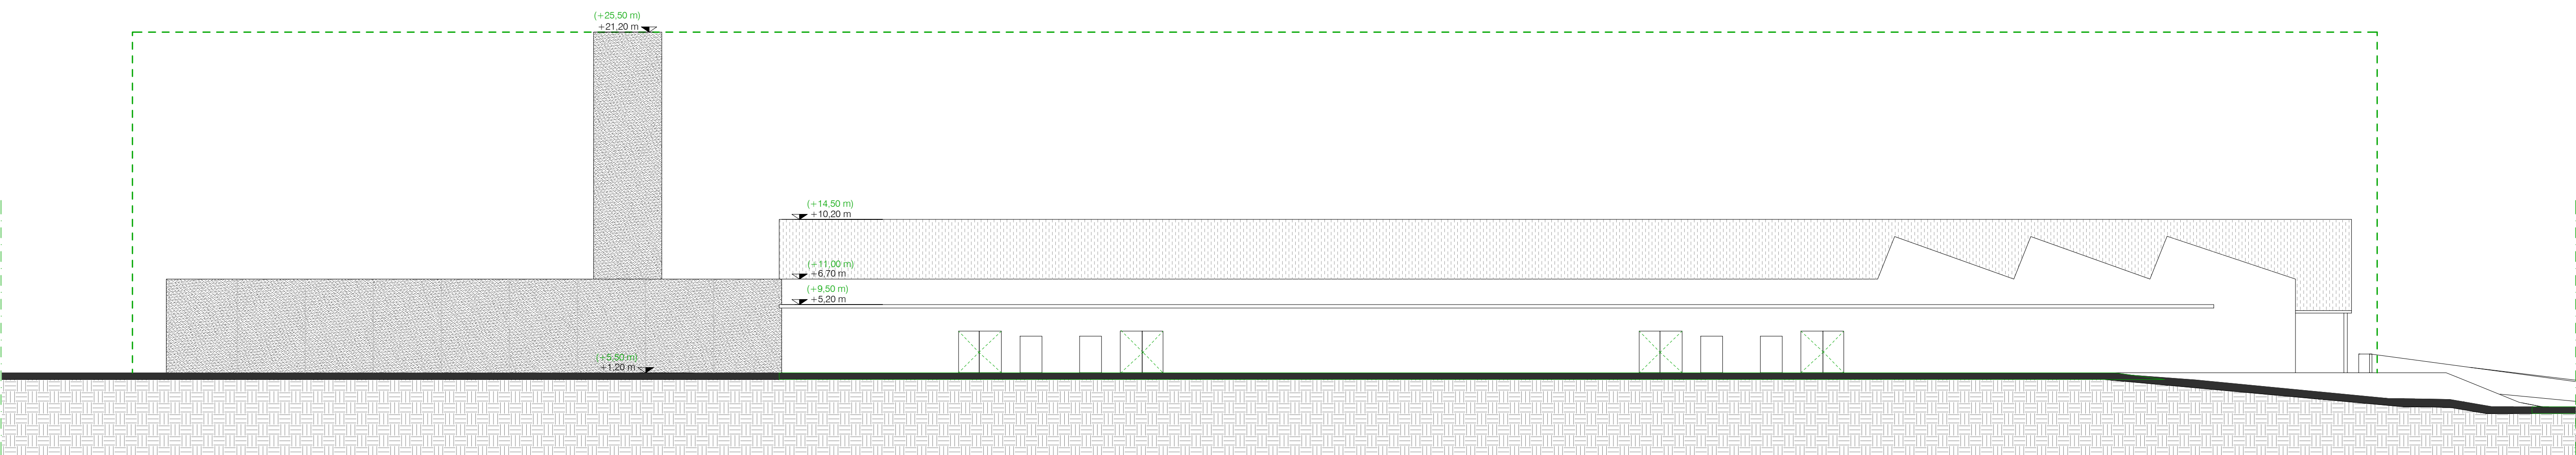 (+25,50 m)
+21,20 m
(+14,50 m)
+10,20 m
(+11,00 m)
+6,70 m
(+9,50 m)
+5,20 m
(+5,50 m)
+1,20 m